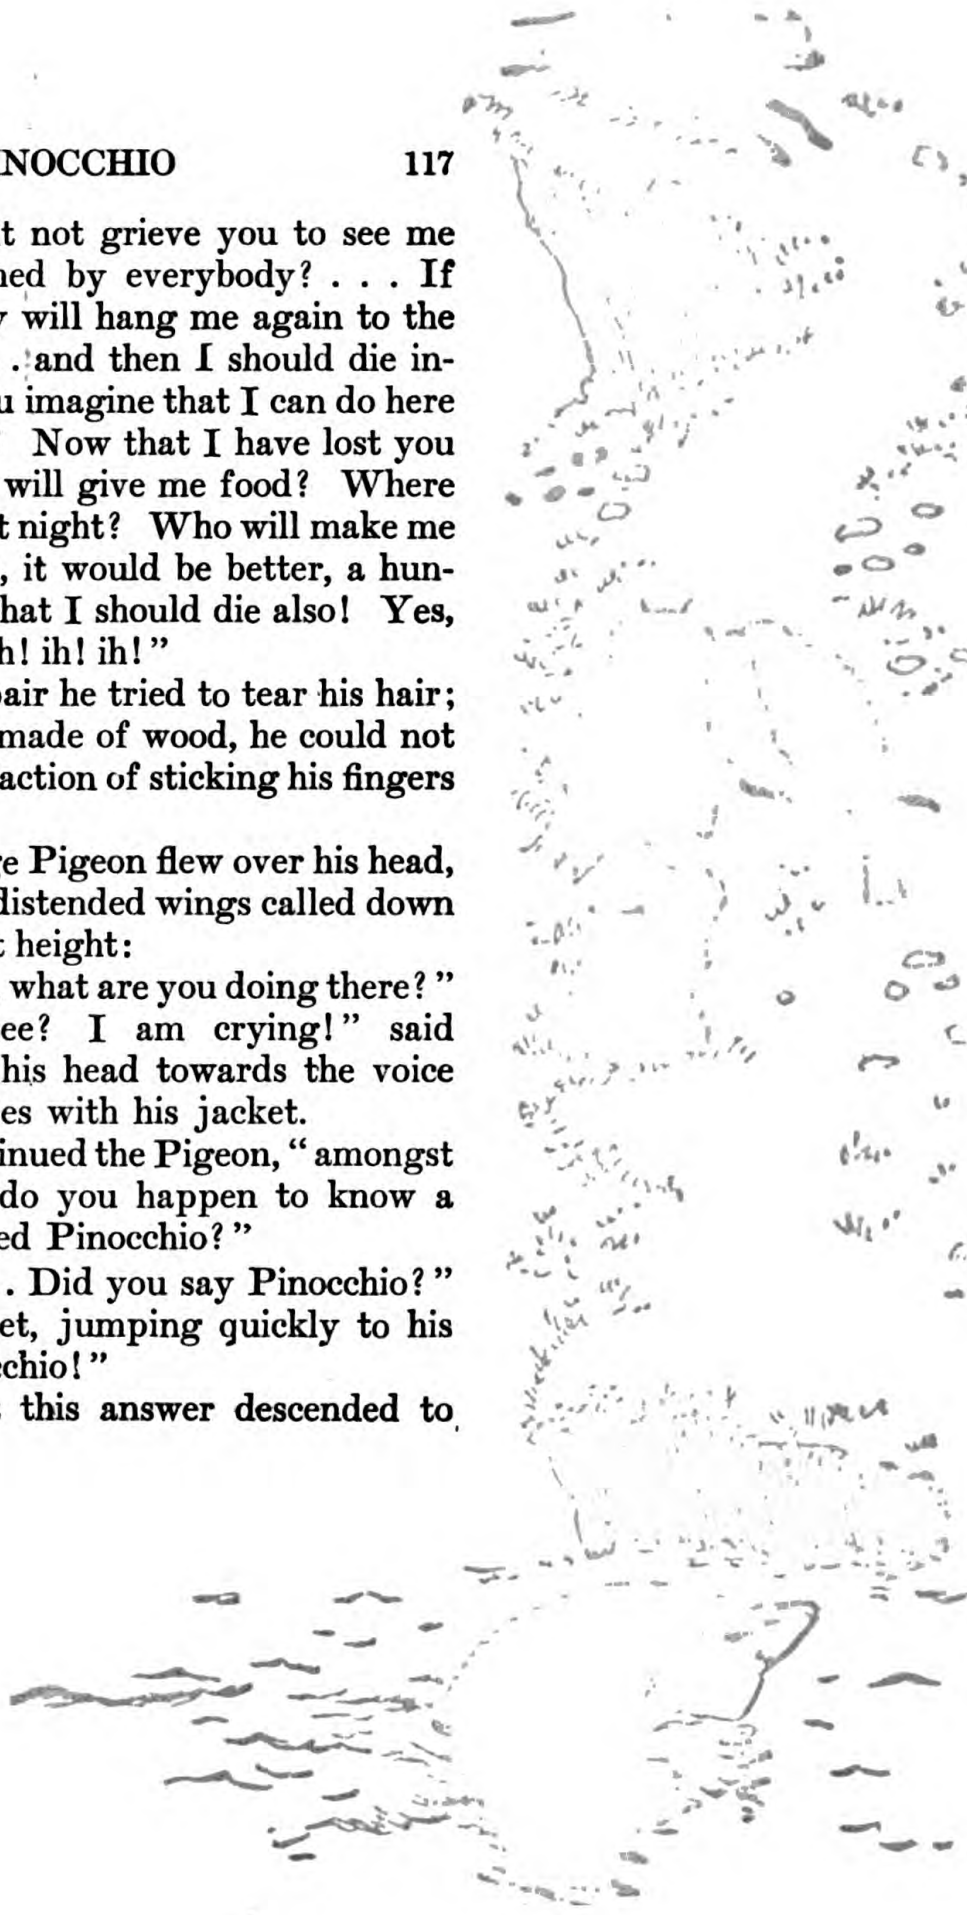 NOCCHIO 117
t not grieve you to see me
ned by everybody? . . . If
y will hang me again to the
. and then I should die in-
u imagine that I can do here
Now that I have lost you
will give me food? Where
t night? Who will make me
, it would be better, a hun-
hat I should die also! Yes,
h! ih! ih!”
air he tried to tear his hair;
made of wood, he could not
action of sticking his fingers
ge Pigeon flew over his head,
distended wings called down
t height:
what are you doing there?”
ee? I am crying!” said
his head towards the voice
es with his jacket.
inued the Pigeon, “amongst
do you happen to know a
ed Pinocchio?”
. Did you say Pinocchio?”
et, jumping quickly to his
chio!”
this answer descended to